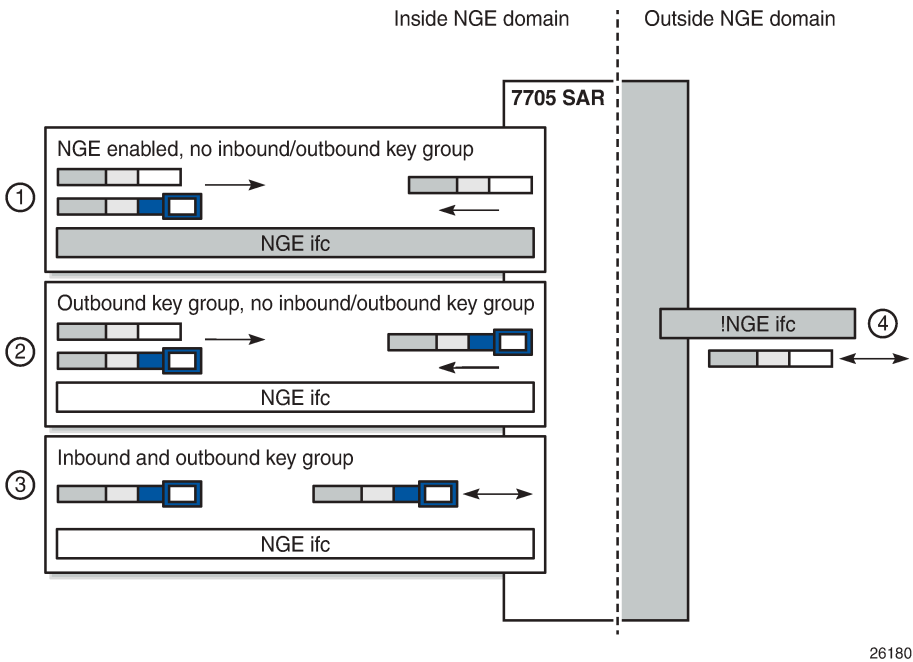 Inside NGE domain
Outside NGE domain
7705 SAR
NGE enabled, no inbound/outbound key group
1
NGE ifc
Outbound key group, no inbound/outbound key group
2
NGE ifc
!NGE ifc
4
Inbound and outbound key group
3
NGE ifc
26180